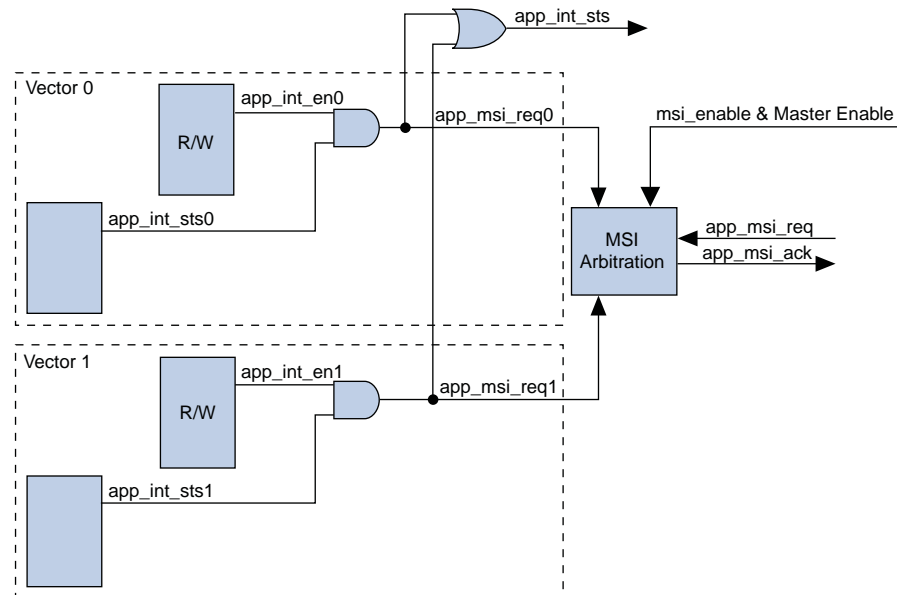 app_int_sts
Vector 0
app_int_en0
R/W
app_msi_req0
msi_enable & Master Enable
app_int_sts0
MSI
Arbitration
app_msi_req
app_msi_ack
Vector 1
app_int_en1
R/W
app_msi_req1
app_int_sts1